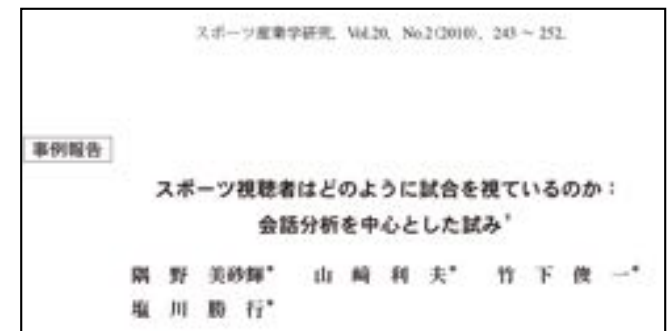 スポーツ産業学研究, Vol.20, No.2(2010), 243～252.
事例報告
スポーツ視聴者はどのように試合を視ているのか：
会話分析を中心とした試み†
隅 野 美砂輝* 山 崎 利 夫* 竹 下 俊 一*
塩 川 勝 行*